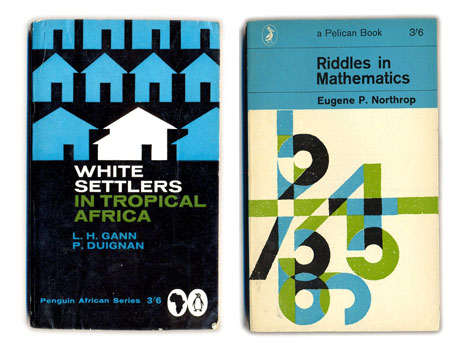 WHITE
SETTLERS
IN TROPICAL
AFRICA
L. H. GANN
P. DUIGNAN
Penguin African Series 3'6
a Pelican Book 3'6
Riddles in
Mathematics
Eugene P. Northrop